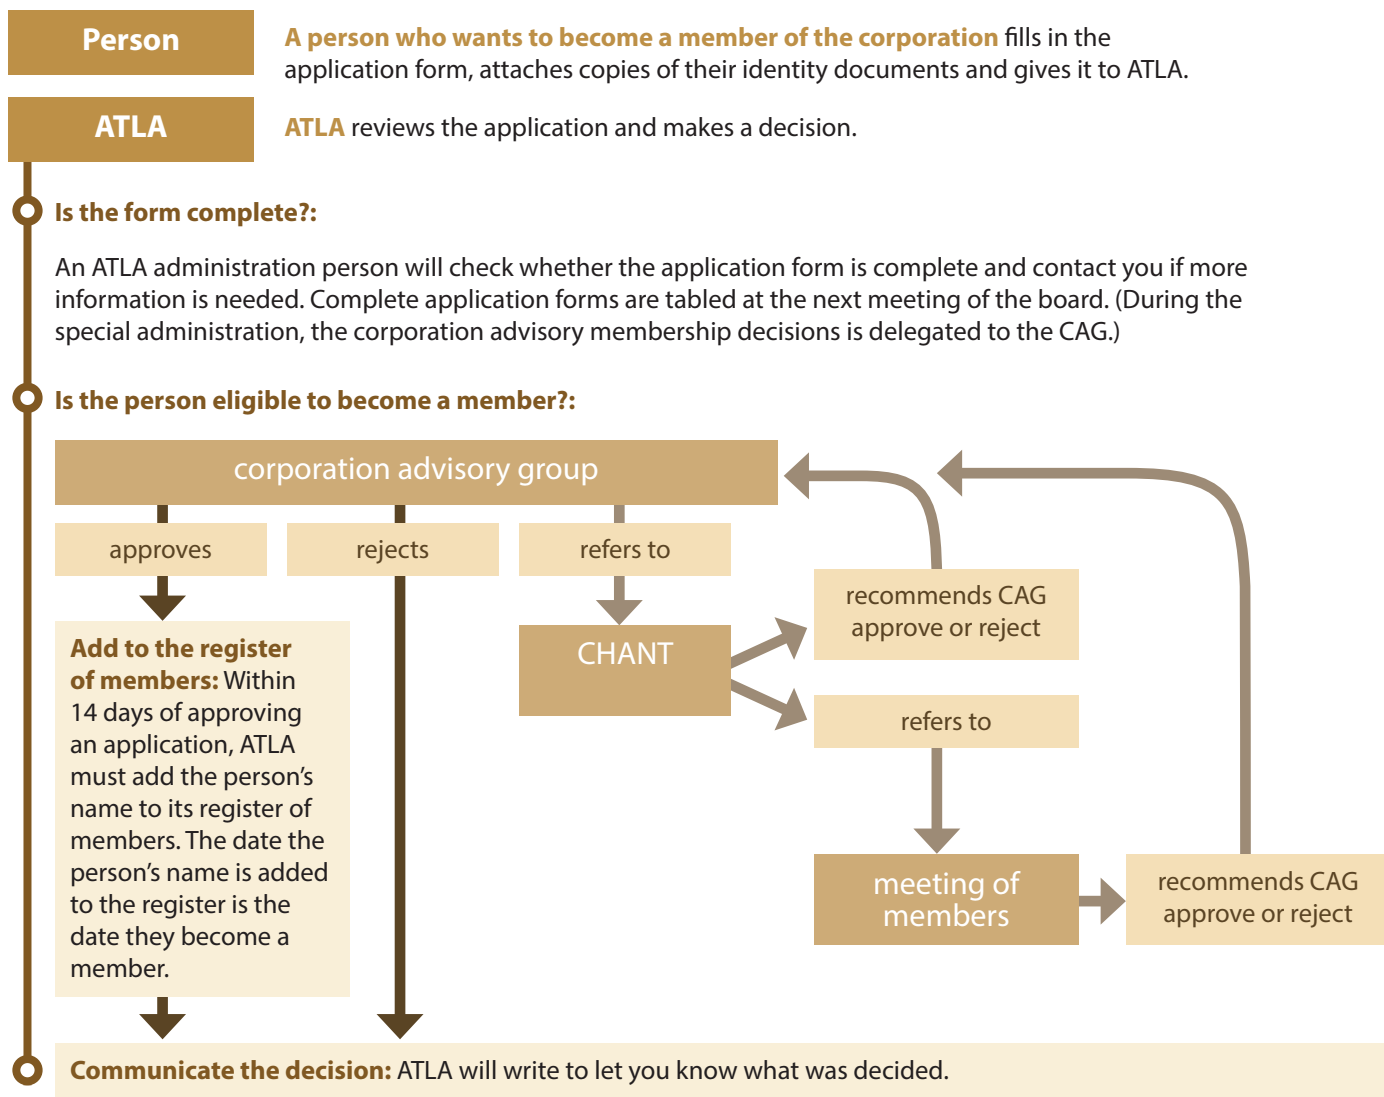 Person
A person who wants to become a member of the corporation fills in the
application form, attaches copies of their identity documents and gives it to ATLA.
ATLA
ATLA reviews the application and makes a decision.
Is the form complete?:
An ATLA administration person will check whether the application form is complete and contact you if more
information is needed. Complete application forms are tabled at the next meeting of the board. (During the
special administration, the corporation advisory membership decisions is delegated to the CAG.)
Is the person eligible to become a member?:
corporation advisory group
approves
rejects
refers to
Add to the register
of members: Within
14 days of approving
an application, ATLA
must add the person's
name to its register of
members. The date the
person's name is added
to the register is the
date they become a
member.
CHANT
recommends CAG
approve or reject
refers to
meeting of
members
recommends CAG
approve or reject
Communicate the decision: ATLA will write to let you know what was decided.